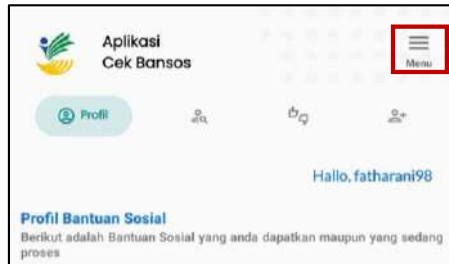 Aplikasi
Cek Bansos
Menu
Profil
Hallo, fatharani98
Profil Bantuan Sosial
Berikut adalah Bantuan Sosial yang anda dapatkan maupun yang sedang
proses